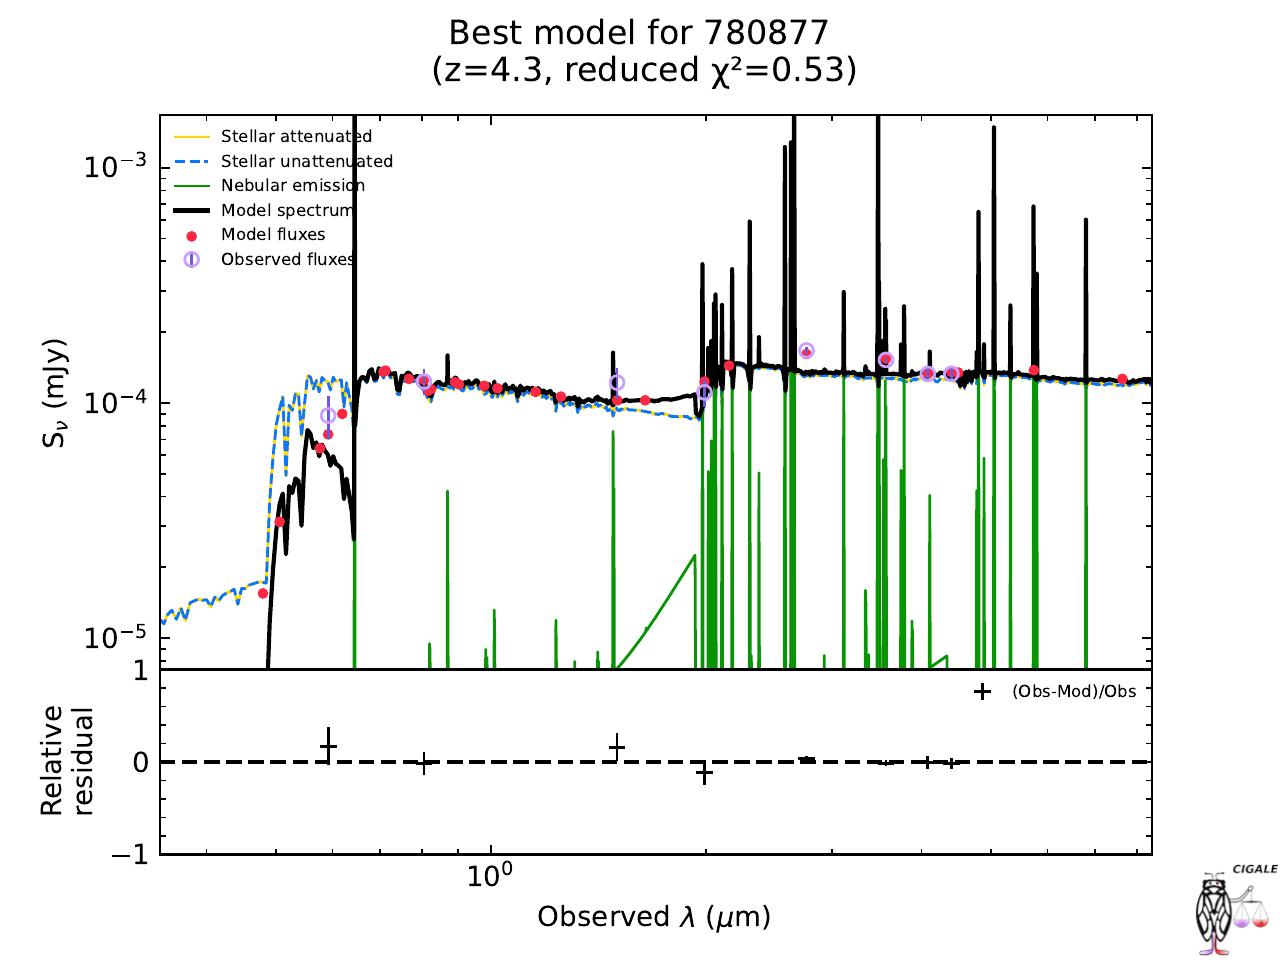 Best model for 780877
(z=4.3, reduced χ²=0.53)
Stellar attenuated
Stellar unattenuated
Nebular emission
Model spectrum
Model fluxes
Observed fluxes
10⁻³
10⁻⁴
10⁻⁵
S_ν (mJy)
1
0
−1
Relative
residual
(Obs-Mod)/Obs
10⁰
Observed λ (μm)
CIGALE